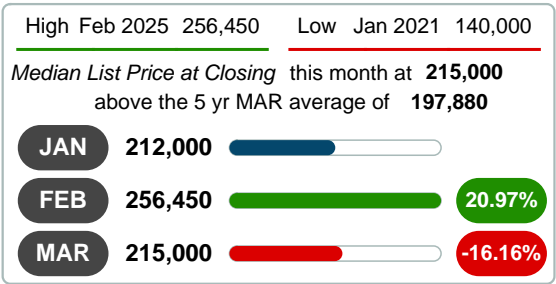 High Feb 2025 256,450 Low Jan 2021 140,000
Median List Price at Closing this month at 215,000
above the 5 yr MAR average of 197,880
JAN 212,000
FEB 256,450 20.97%
MAR 215,000 -16.16%